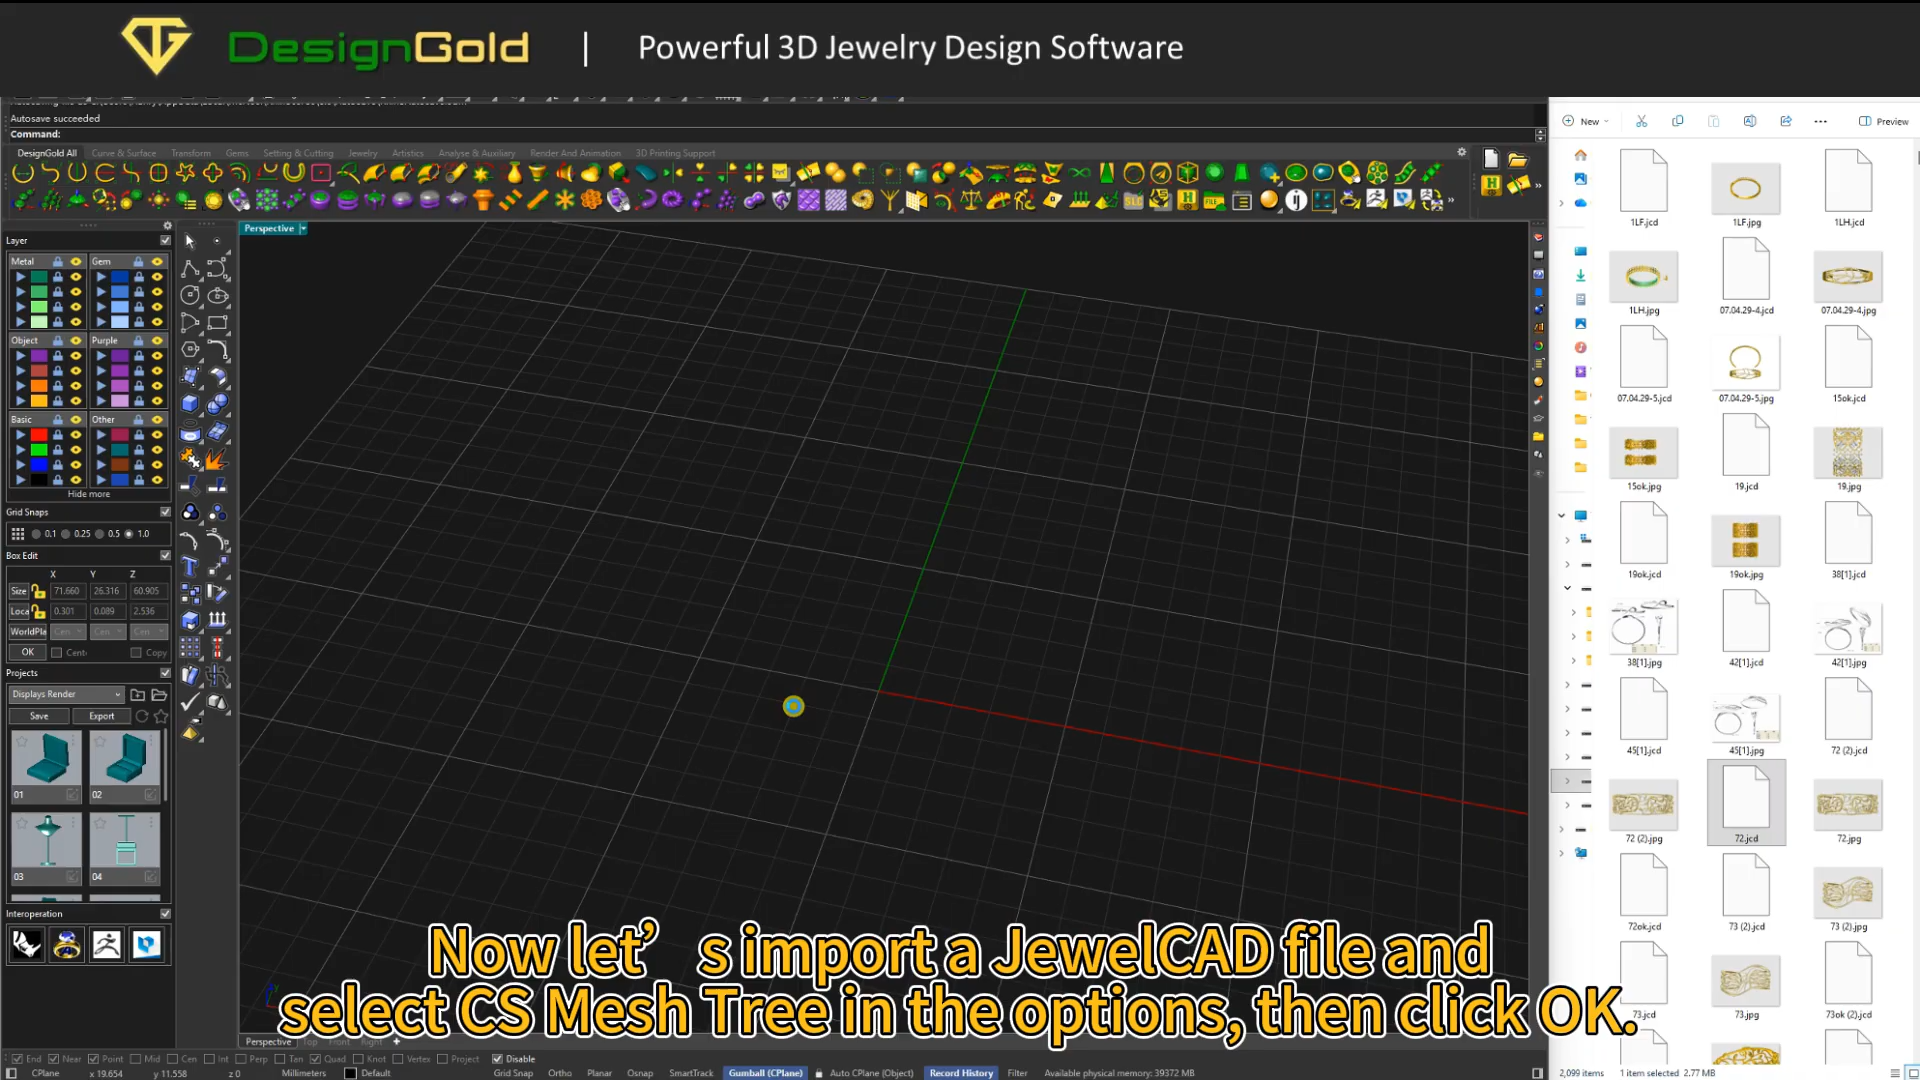 DesignGold | Powerful 3D Jewelry Design Software
Autosave succeeded
Command:
DesignGold All Curve & Surface Transform Gems Setting & Cutting Jewelry Artistics Analyse & Auxiliary Render And Animation 3D Printing Support
New Preview
Perspective
Layer
Metal Gem
Object Purple
Basic Other
Hide more
Grid Snaps
0.1 0.25 0.5 1.0
Box Edit
X Y Z
Size 71.660 26.316 60.905
Loca 0.301 0.089 2.536
WorldPla Cen Cen Cen
OK Cente Copy
Projects
Displays Render
Save Export
01 02
03 04
Interoperation
1LF.jcd 1LF.jpg 1LH.jcd
1LH.jpg 07.04.29-4.jcd 07.04.29-4.jpg
07.04.29-5.jcd 07.04.29-5.jpg 15ok.jcd
15ok.jpg 19.jcd 19.jpg
19ok.jcd 19ok.jpg 38[1].jcd
38[1].jpg 42[1].jcd 42[1].jpg
45[1].jcd 45[1].jpg 72 (2).jcd
72 (2).jpg 72.jcd 72.jpg
72ok.jcd 73 (2).jcd 73 (2).jpg
73.jcd 73.jpg 73ok (2).jcd
Now let’s import a JewelCAD file and
select CS Mesh Tree in the options, then click OK.
Perspective Top Front Right
End Near Point Mid Cen Int Perp Tan Quad Knot Vertex Project Disable
CPlane x 19.654 y 11.558 z 0 Millimeters Default Grid Snap Ortho Planar Osnap SmartTrack Gumball (CPlane) Auto CPlane (Object) Record History Filter Available physical memory: 39372 MB
2,099 items 1 item selected 2.77 MB